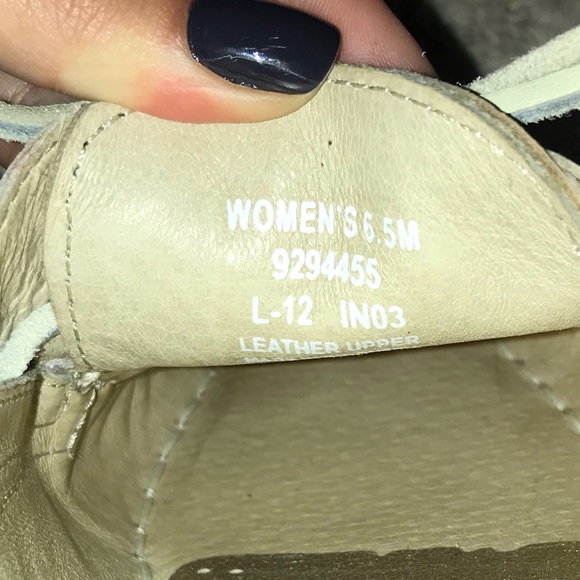 WOMEN'S 6.5M
9294455
L-12 IN03
LEATHER UPPER